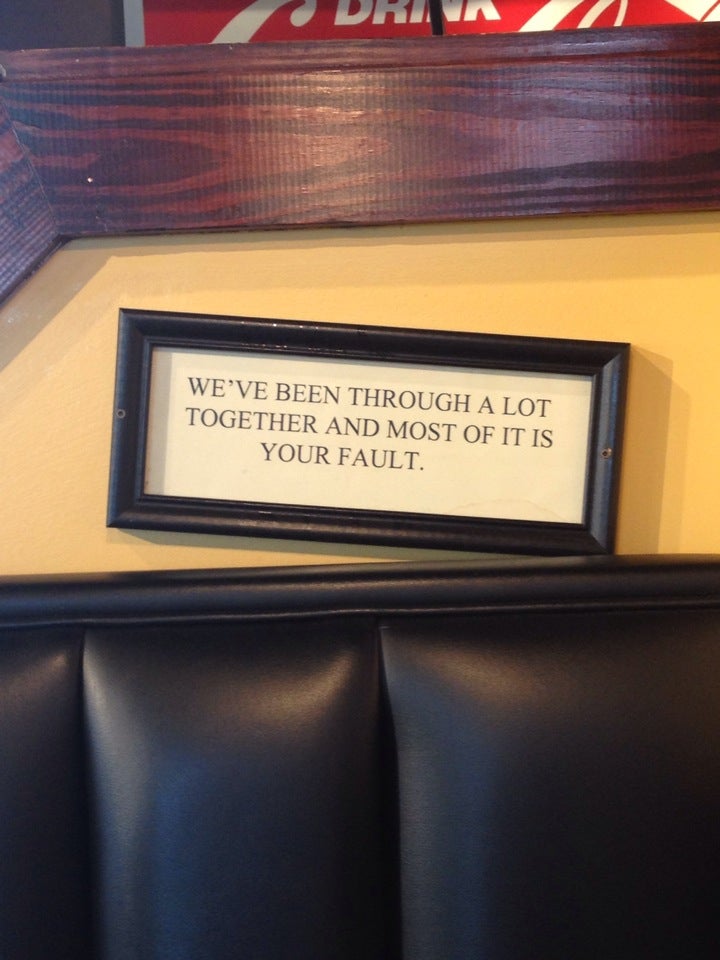 DRINK
WE'VE BEEN THROUGH A LOT
TOGETHER AND MOST OF IT IS
YOUR FAULT.